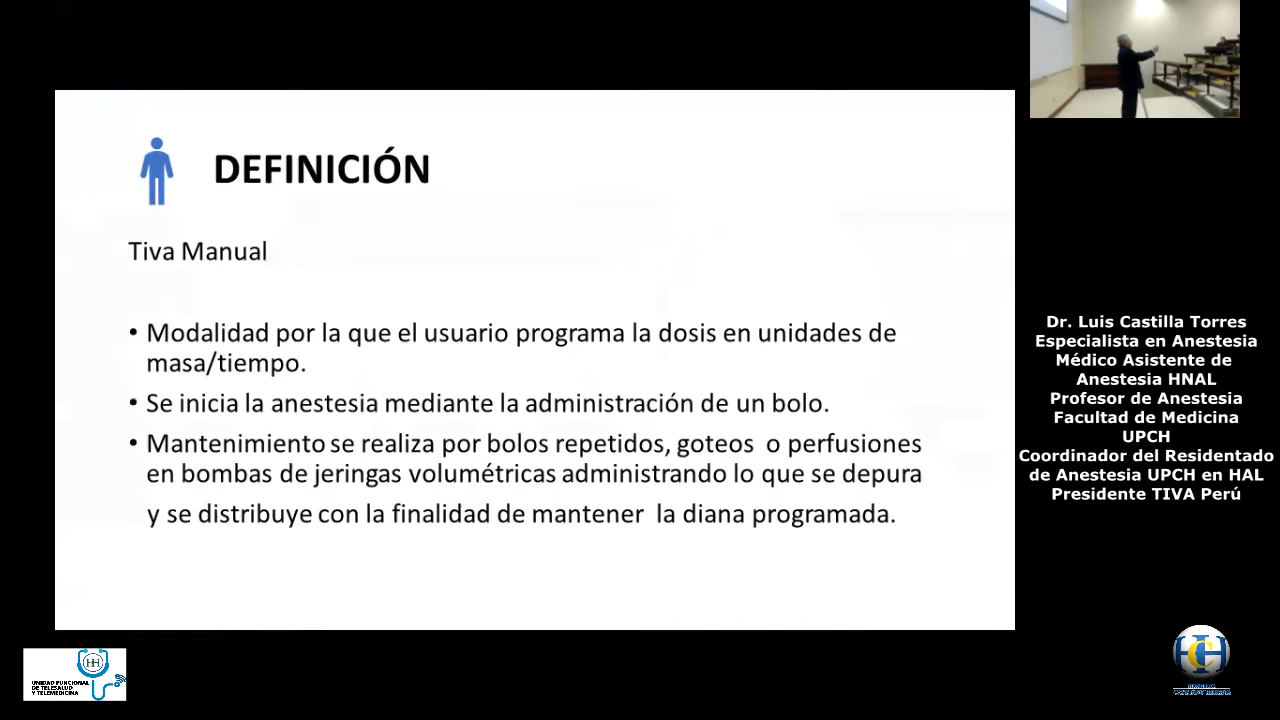 DEFINICIÓN
Tiva Manual
• Modalidad por la que el usuario programa la dosis en unidades de
masa/tiempo.
• Se inicia la anestesia mediante la administración de un bolo.
• Mantenimiento se realiza por bolos repetidos, goteos o perfusiones
en bombas de jeringas volumétricas administrando lo que se depura
y se distribuye con la finalidad de mantener la diana programada.
Dr. Luis Castilla Torres
Especialista en Anestesia
Médico Asistente de
Anestesia HNAL
Profesor de Anestesia
Facultad de Medicina
UPCH
Coordinador del Residentado
de Anestesia UPCH en HAL
Presidente TIVA Perú
UNIDAD FUNCIONAL
DE TELESALUD
Y TELEMEDICINA